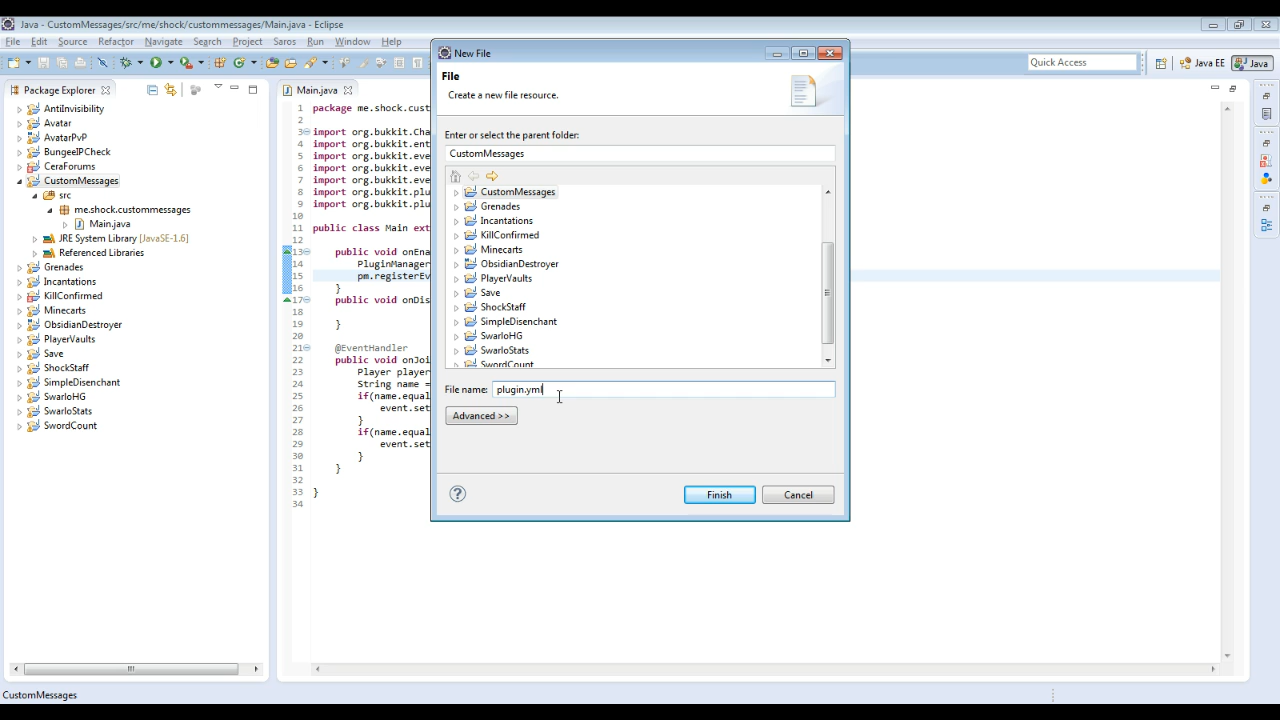 Java - CustomMessages/src/me/shock/custommessages/Main.java - Eclipse
File Edit Source Refactor Navigate Search Project Saros Run Window Help
Quick Access
Java EE
Java
Package Explorer
AntiInvisibility
Avatar
AvatarPvP
BungeeIPCheck
CeraForums
CustomMessages
src
me.shock.custommessages
Main.java
JRE System Library [JavaSE-1.6]
Referenced Libraries
Grenades
Incantations
KillConfirmed
Minecarts
ObsidianDestroyer
PlayerVaults
Save
ShockStaff
SimpleDisenchant
SwarloHG
SwarloStats
SwordCount
Main.java
1 package me.shock.cust
2
3 import org.bukkit.Cha
4 import org.bukkit.ent
5 import org.bukkit.eve
6 import org.bukkit.eve
7 import org.bukkit.eve
8 import org.bukkit.plu
9 import org.bukkit.plu
10
11 public class Main ext
12
13 public void onEna
14 PluginManager
15 pm.registerEv
16 }
17 public void onDis
18
19 }
20
21 @EventHandler
22 public void onJoi
23 Player player
24 String name =
25 if(name.equal
26 event.set
27 }
28 if(name.equal
29 event.set
30 }
31 }
32
33 }
34
New File
File
Create a new file resource.
Enter or select the parent folder:
CustomMessages
CustomMessages
Grenades
Incantations
KillConfirmed
Minecarts
ObsidianDestroyer
PlayerVaults
Save
ShockStaff
SimpleDisenchant
SwarloHG
SwarloStats
SwordCount
File name: plugin.yml
Advanced >>
?
Finish
Cancel
CustomMessages